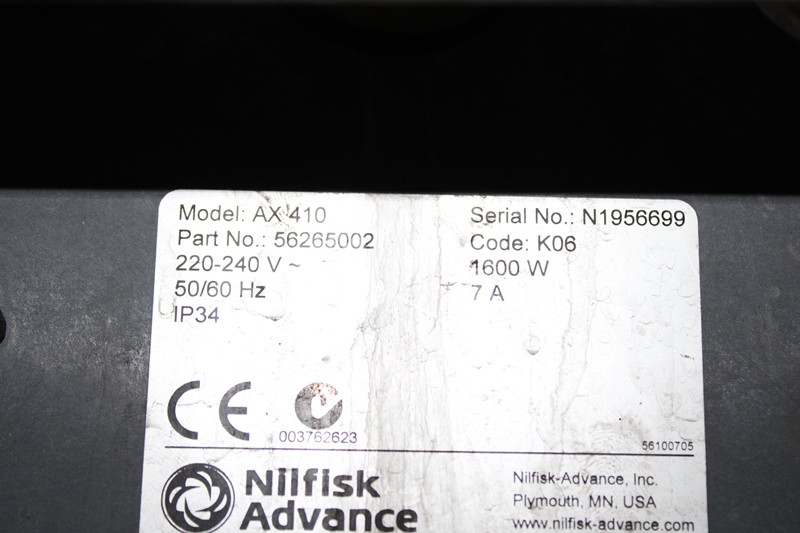 Model: AX 410
Serial No.: N1956699
Part No.: 56265002
Code: K06
220-240 V ~
1600 W
50/60 Hz
7 A
IP34
CE
003762623
56100705
Nilfisk
Advance
Nilfisk-Advance, Inc.
Plymouth, MN, USA
www.nilfisk-advance.com